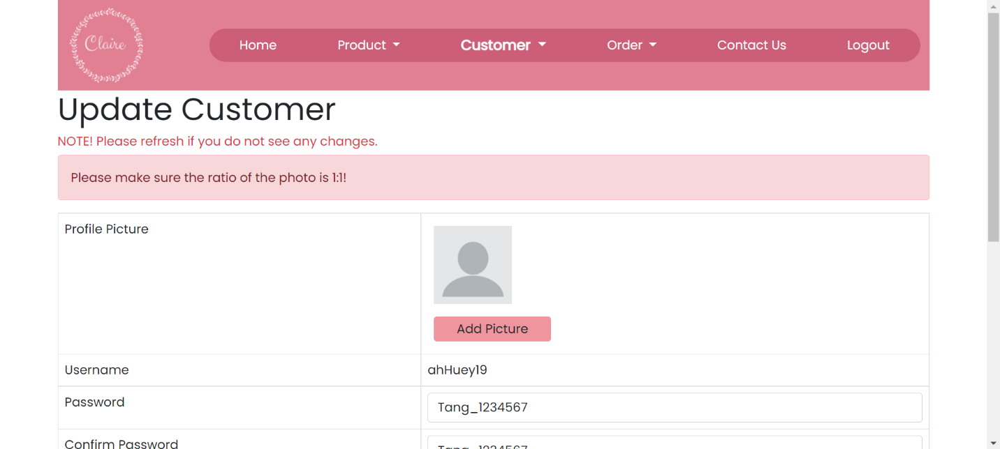 Claire
Home Product Customer Order Contact Us Logout
Update Customer
NOTE! Please refresh if you do not see any changes.
Please make sure the ratio of the photo is 1:1!
Profile Picture
Add Picture
Username ahHuey19
Password Tang_1234567
Confirm Password Tang_1234567